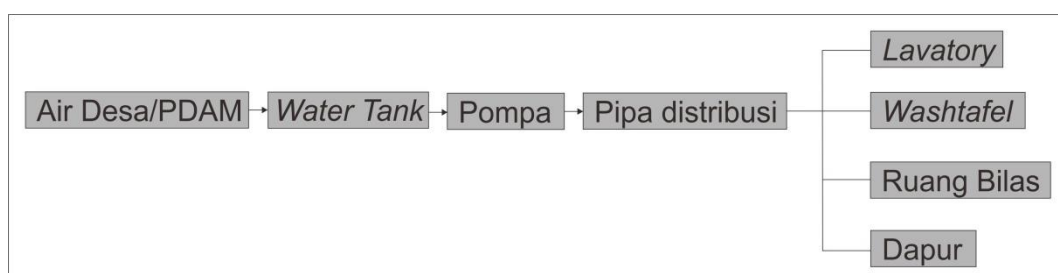 Air Desa/PDAM
Water Tank
Pompa
Pipa distribusi
Lavatory
Washtafel
Ruang Bilas
Dapur